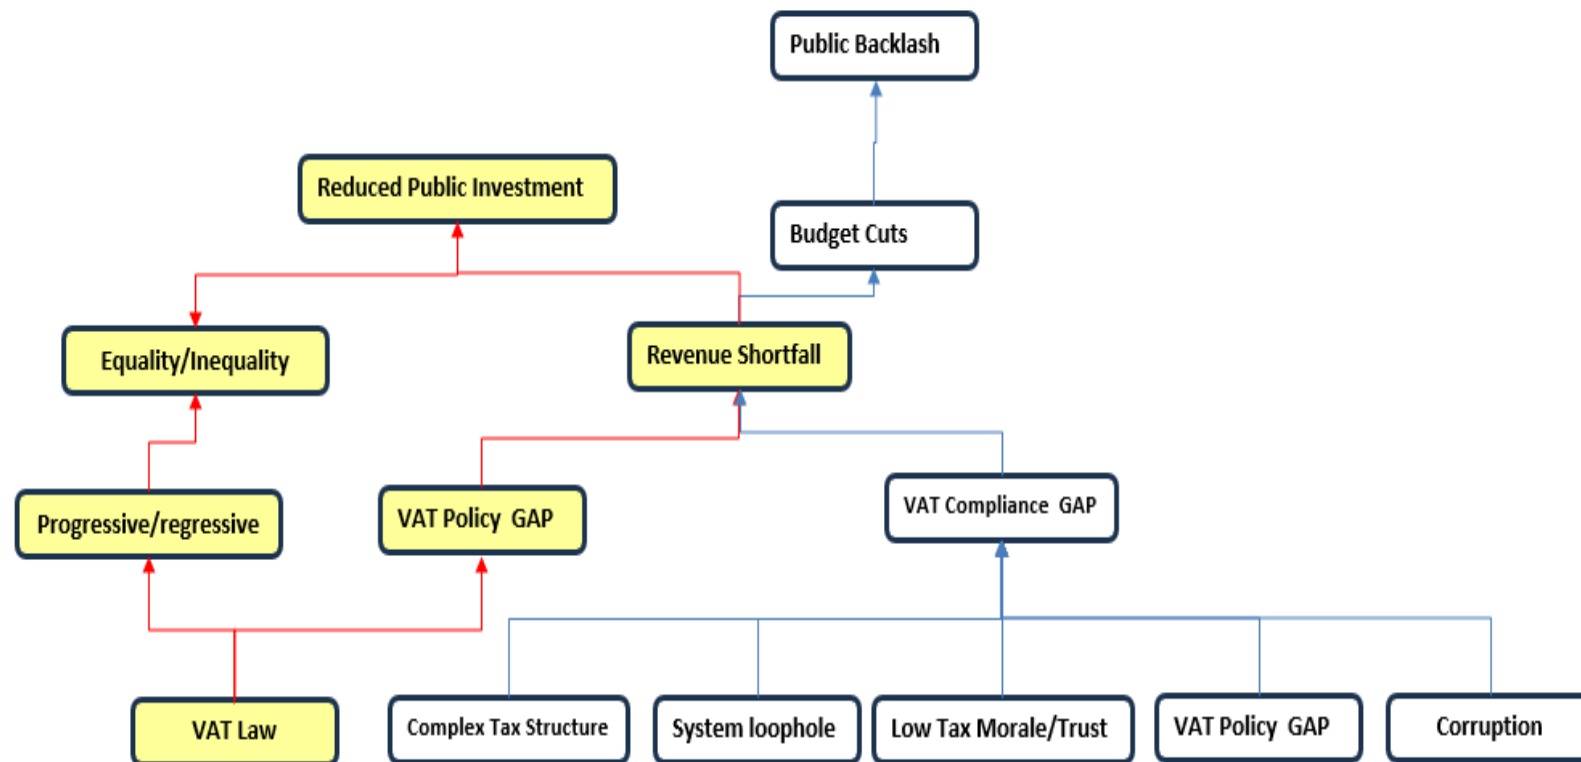 Public Backlash
Reduced Public Investment
Budget Cuts
Equality/Inequality
Revenue Shortfall
Progressive/regressive
VAT Policy  GAP
VAT Compliance  GAP
VAT Law
Complex Tax Structure
System loophole
Low Tax Morale/Trust
VAT Policy  GAP
Corruption